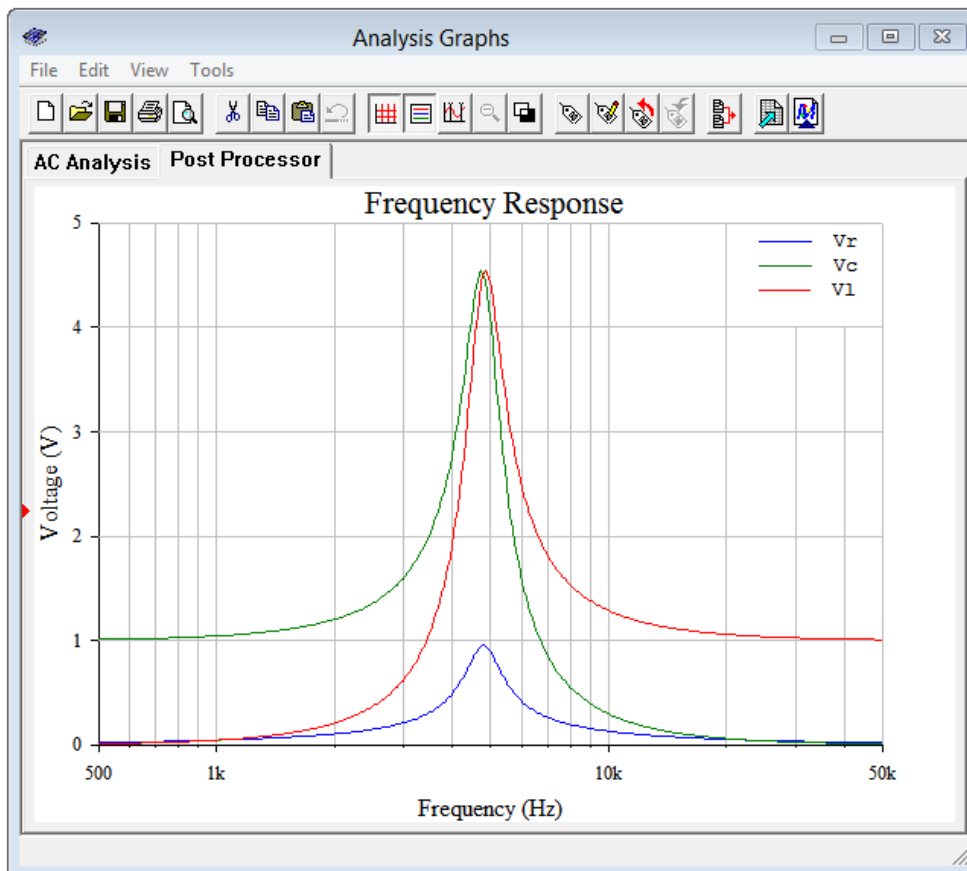 Analysis Graphs
File Edit View Tools
AC Analysis Post Processor
Frequency Response
5
Vr
Vc
Vl
4
3
Voltage (V)
2
1
0
500 1k 10k 50k
Frequency (Hz)